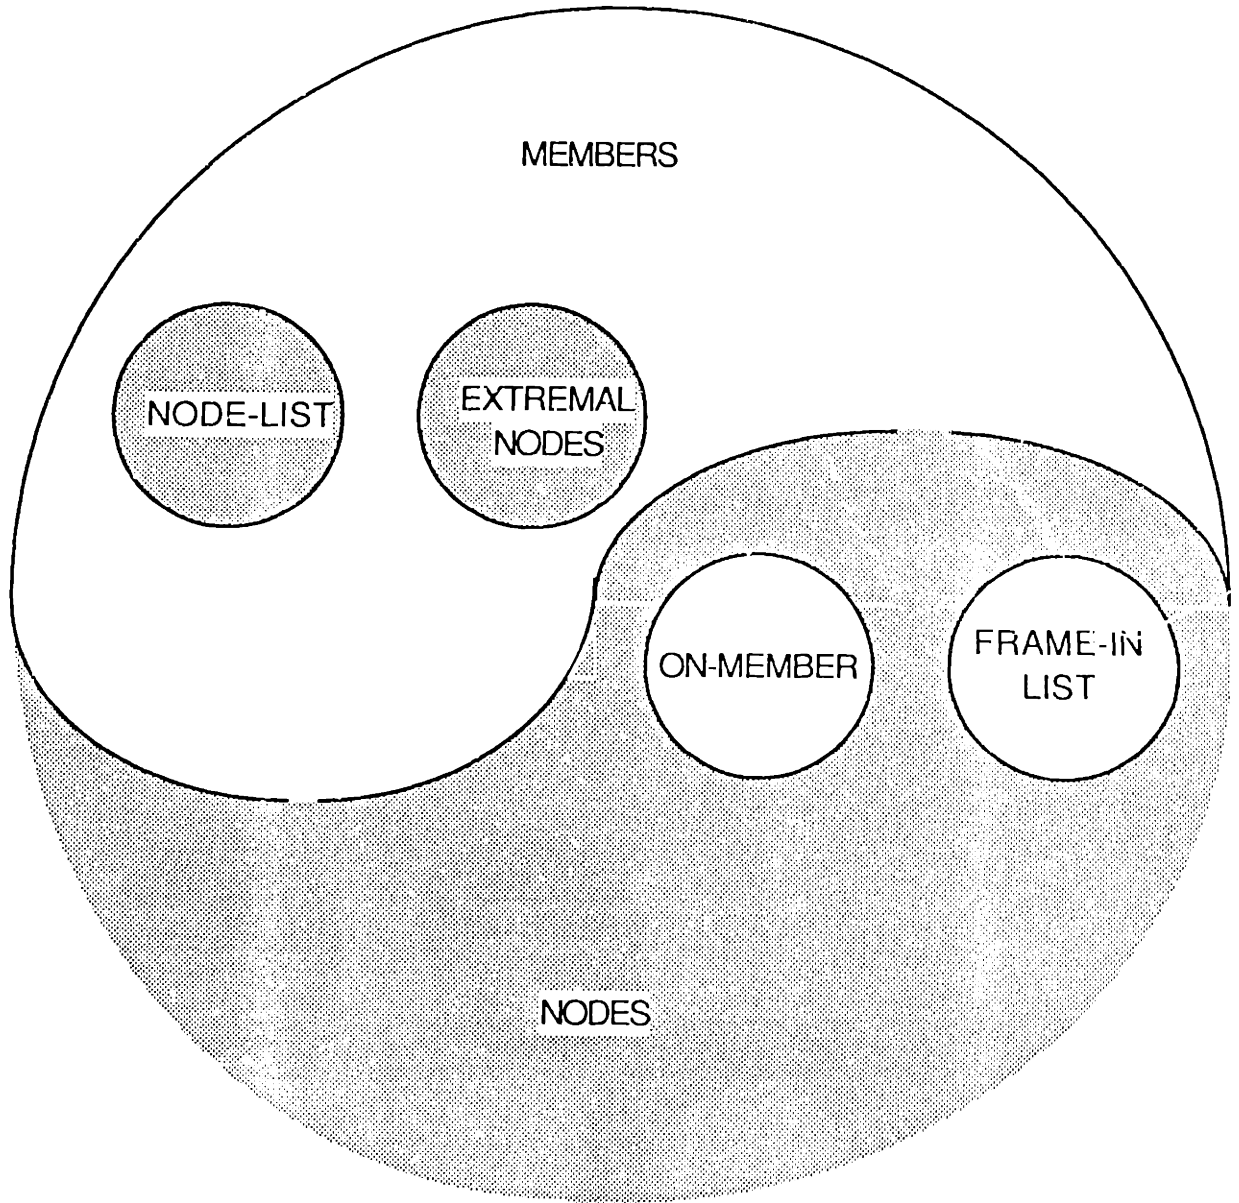 MEMBERS
NODE-LIST
EXTREMAL
NODES
ON-MEMBER
FRAME-IN
LIST
NODES